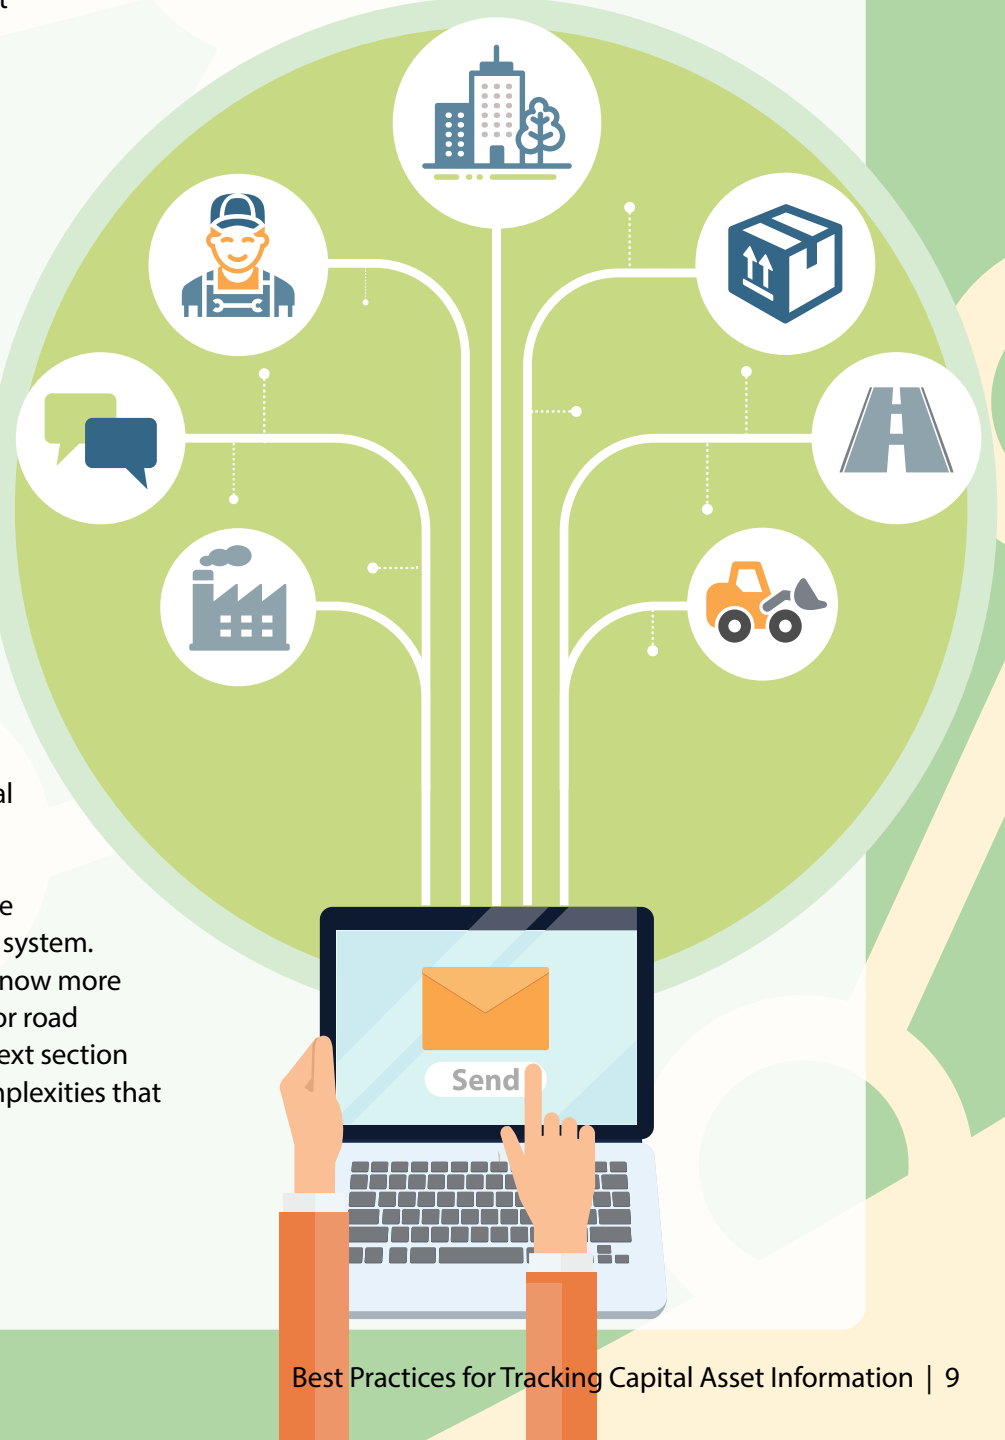 al
e
system.
now more
or road
ext section
nplexities that
Send
Best Practices for Tracking Capital Asset Information | 9